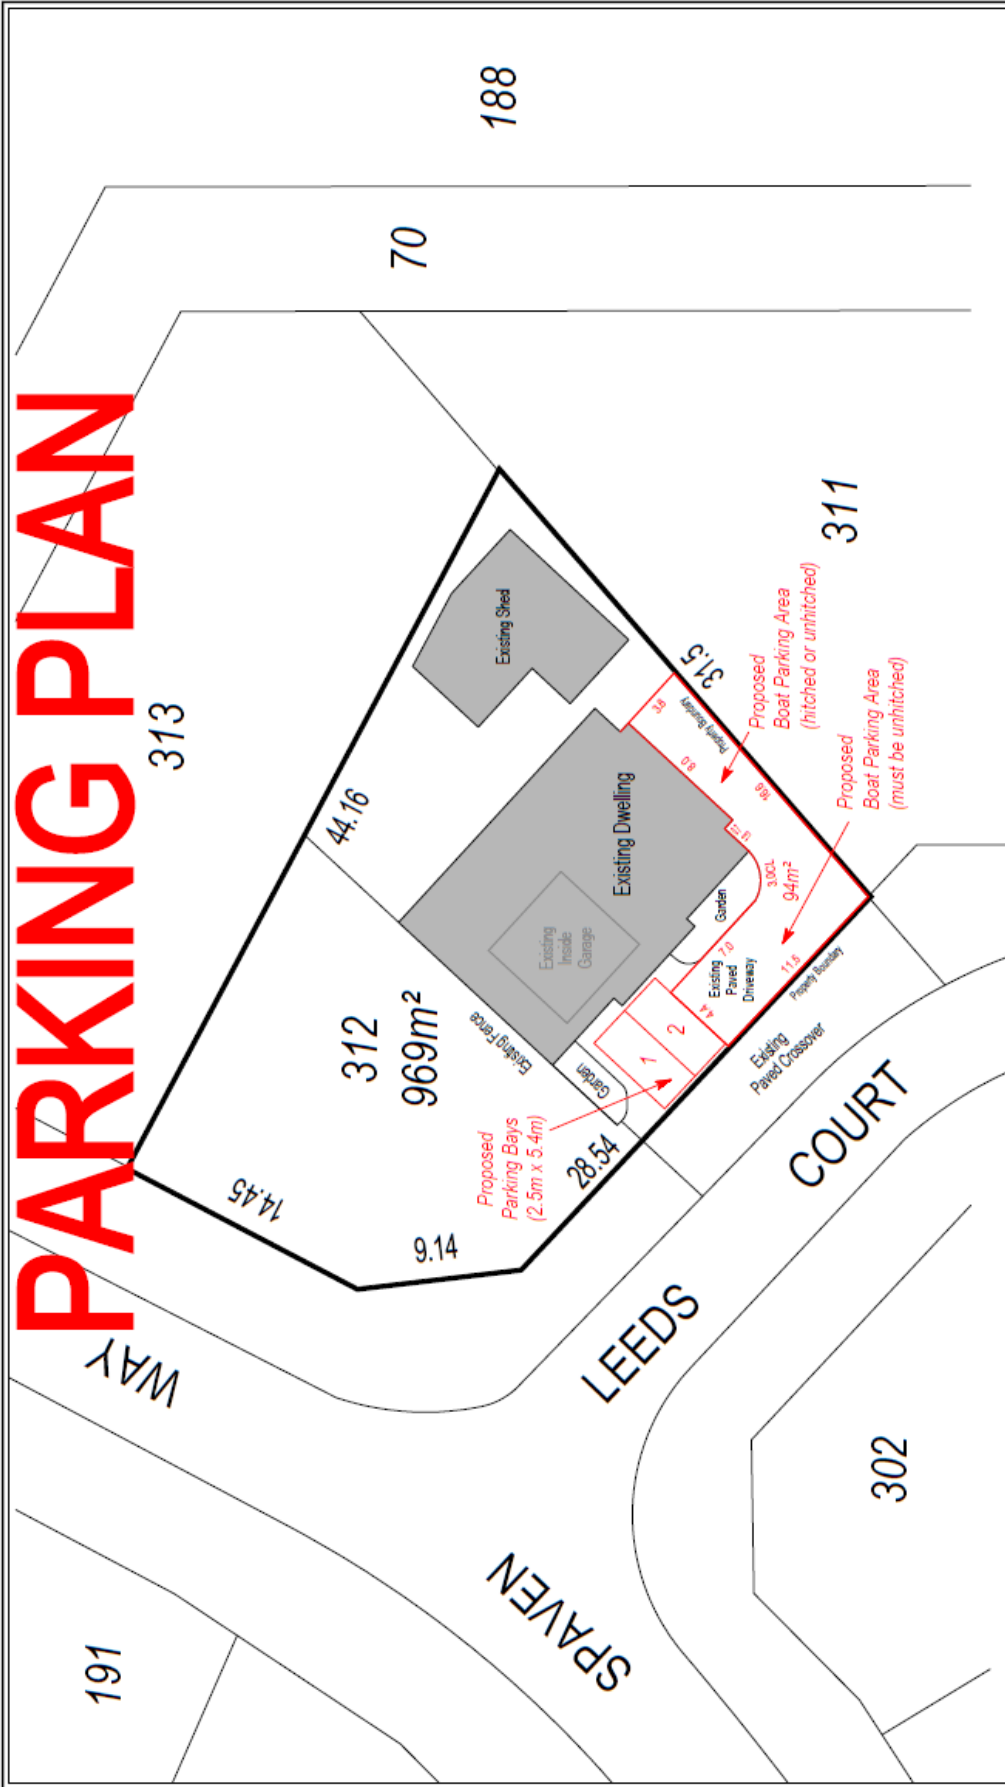 PARKING PLAN
188
70
313
311
312
969m²
44.16
31.5
14.45
9.14
28.54
Existing Shed
Existing Dwelling
Existing
Inside
Garage
Existing Fence
Garden
Garden
Existing
Paved
Driveway
Existing
Paved Crossover
Property Boundary
Property Boundary
Proposed
Boat Parking Area
(hitched or unhitched)
Proposed
Boat Parking Area
(must be unhitched)
Proposed
Parking Bays
(2.5m x 5.4m)
1
2
3.8
8.0
16.6
3.0CL
94m²
7.0
11.5
4.4
LEEDS
COURT
SPAVEN
WAY
302
191